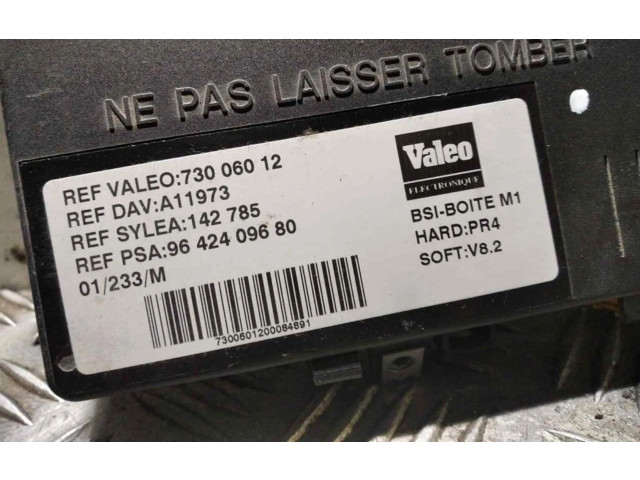 NE PAS LAISSER TOMBER
REF VALEO:730 060 12
REF DAV:A11973
REF SYLEA:142 785
REF PSA:96 424 096 80
01/233/M
7300601200084891
Valeo
ELECTRONIQUE
BSI-BOITE M1
HARD:PR4
SOFT:V8.2